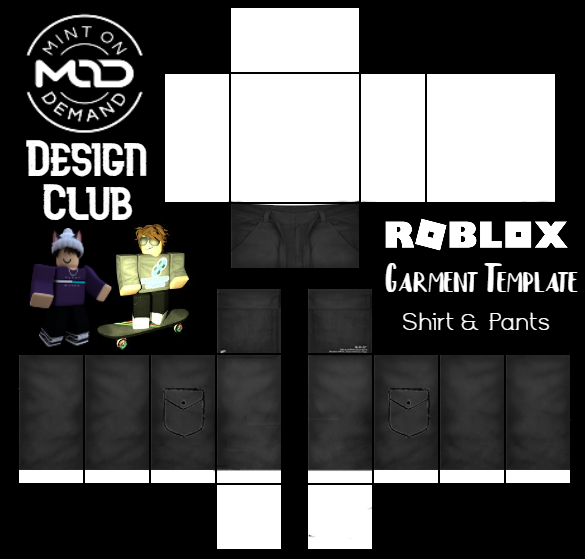 MINT ON
MOD
DEMAND
DESIGN
CLUB
ROBLOX
GARMENT TEMPLATE
Shirt & Pants